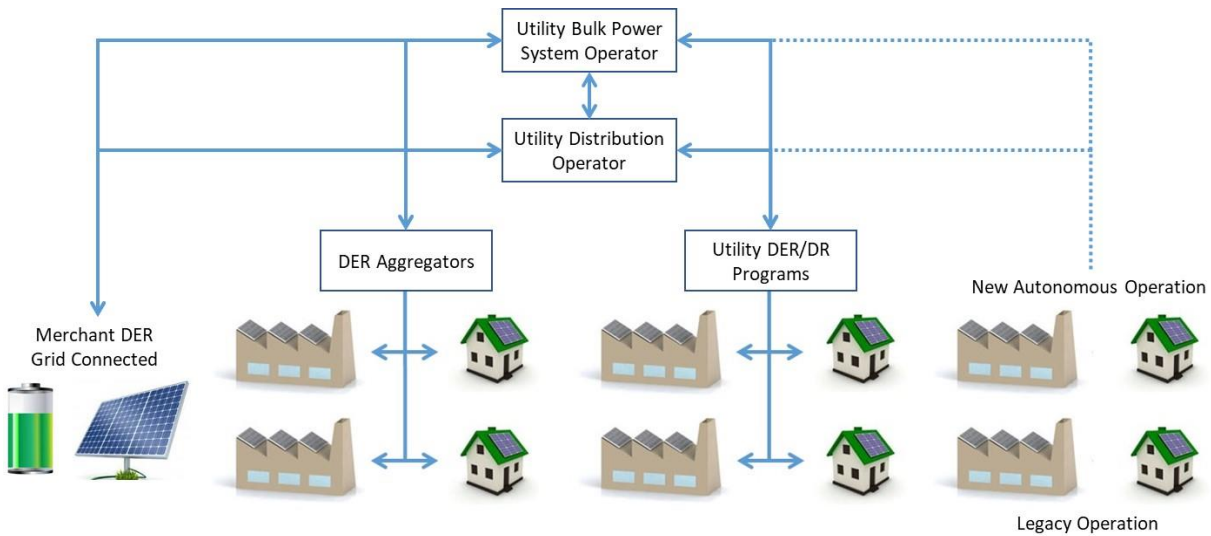 Utility Bulk Power
System Operator
Utility Distribution
Operator
DER Aggregators
Utility DER/DR
Programs
New Autonomous Operation
Merchant DER
Grid Connected
Legacy Operation